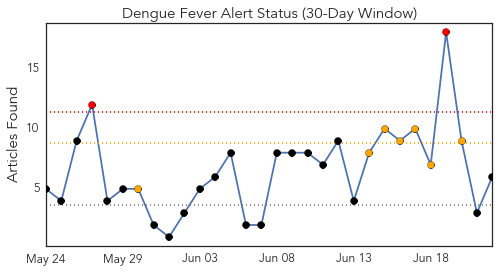 Dengue Fever Alert Status (30-Day Window)
Articles Found
15
10
5
May 24 May 29 Jun 03 Jun 08 Jun 13 Jun 18